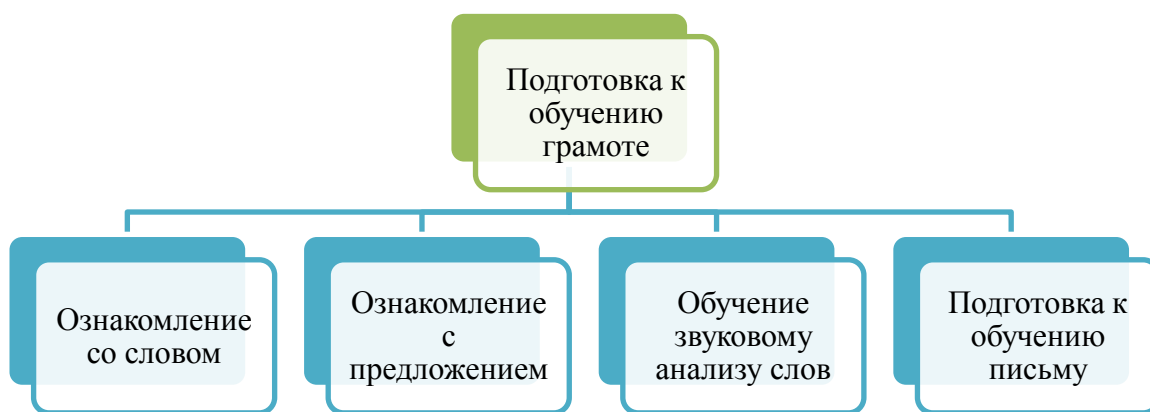 Подготовка к
обучению
грамоте
Ознакомление
со словом
Ознакомление
с
предложением
Обучение
звуковому
анализу слов
Подготовка к
обучению
письму